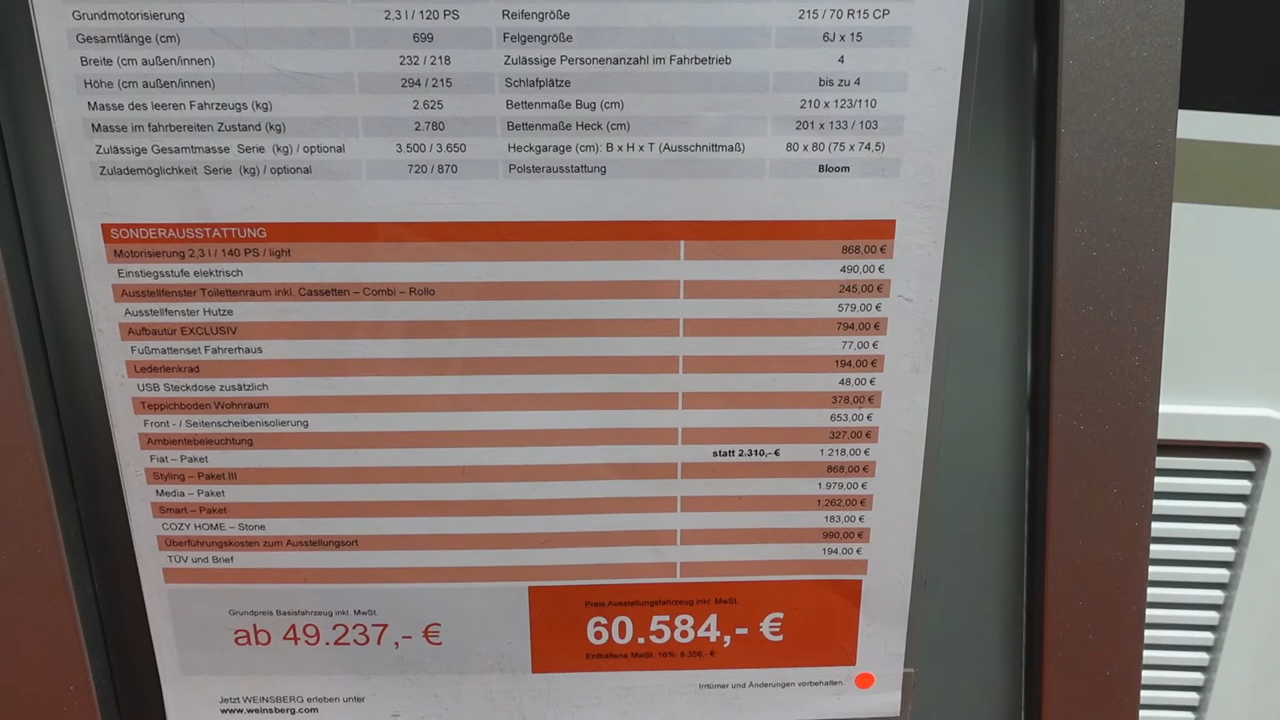 Grundmotorisierung 2,3 l / 120 PS Reifengröße 215 / 70 R15 CP
Gesamtlänge (cm) 699 Felgengröße 6J x 15
Breite (cm außen/innen) 232 / 218 Zulässige Personenanzahl im Fahrbetrieb 4
Höhe (cm außen/innen) 294 / 215 Schlafplätze bis zu 4
Masse des leeren Fahrzeugs (kg) 2.625 Bettenmaße Bug (cm) 210 x 123/110
Masse im fahrbereiten Zustand (kg) 2.780 Bettenmaße Heck (cm) 201 x 133 / 103
Zulässige Gesamtmasse Serie (kg) / optional 3.500 / 3.650 Heckgarage (cm): B x H x T (Ausschnittmaß) 80 x 80 (75 x 74,5)
Zulademöglichkeit Serie (kg) / optional 720 / 870 Polsterausstattung Bloom
SONDERAUSSTATTUNG
Motorisierung 2,3 l / 140 PS / light 868,00 €
Einstiegsstufe elektrisch 490,00 €
Ausstellfenster Toilettenraum inkl. Cassetten – Combi – Rollo 245,00 €
Ausstellfenster Hutze 579,00 €
Aufbautür EXCLUSIV 794,00 €
Fußmattenset Fahrerhaus 77,00 €
Lederlenkrad 194,00 €
USB Steckdose zusätzlich 48,00 €
Teppichboden Wohnraum 378,00 €
Front - / Seitenscheibenisolierung 653,00 €
Ambientebeleuchtung 327,00 €
Fiat – Paket statt 2.310,- € 1.218,00 €
Styling – Paket III 868,00 €
Media – Paket 1.979,00 €
Smart – Paket 1.262,00 €
COZY HOME – Stone 183,00 €
Überführungskosten zum Ausstellungsort 990,00 €
TÜV und Brief 194,00 €
Grundpreis Basisfahrzeug inkl. MwSt.
ab 49.237,- €
Preis Ausstellungsfahrzeug inkl. MwSt.
60.584,- €
Enthaltene MwSt. 16%: 8.356,- €
Irrtümer und Änderungen vorbehalten.
Jetzt WEINSBERG erleben unter
www.weinsberg.com